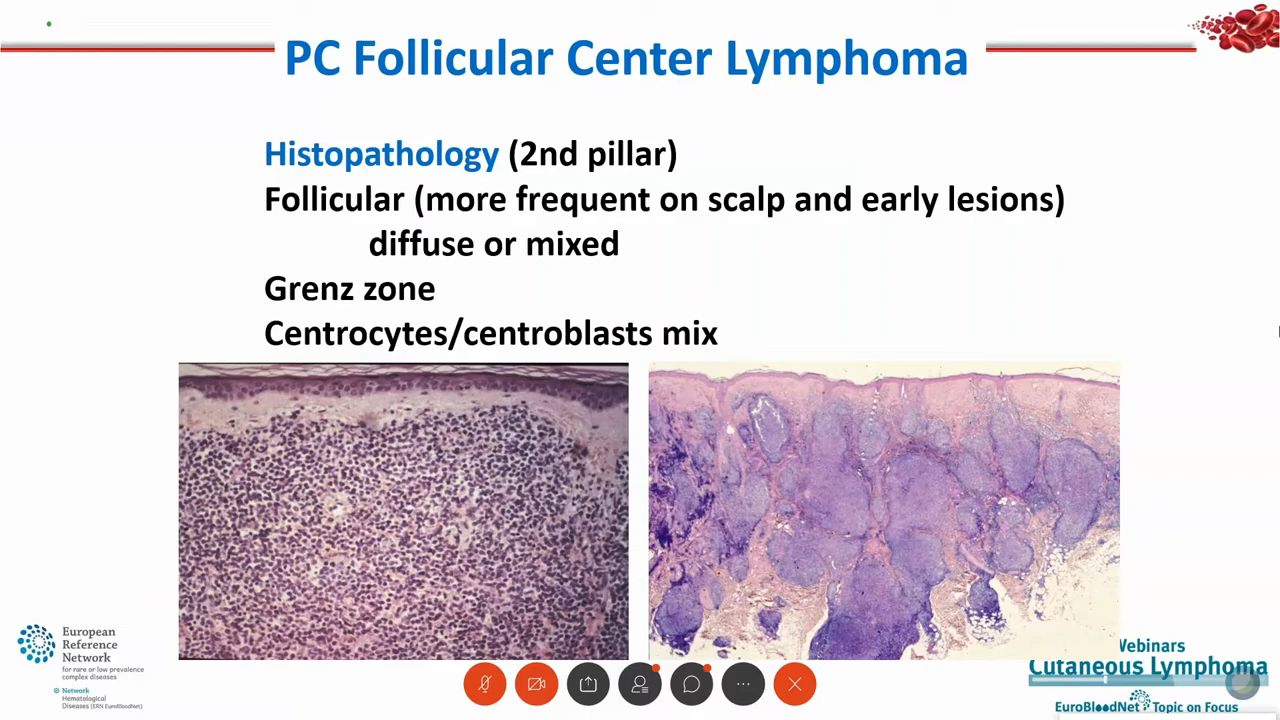 PC Follicular Center Lymphoma
Histopathology (2nd pillar)
Follicular (more frequent on scalp and early lesions)
diffuse or mixed
Grenz zone
Centrocytes/centroblasts mix
European
Reference
Network
for rare or low prevalence
complex diseases
Network
Hematological
Diseases (ERN EuroBloodNet)
Webinars
Cutaneous Lymphoma
EuroBloodNet Topic on Focus